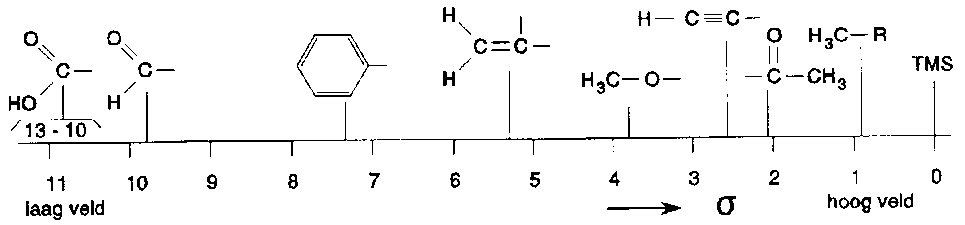 O
C
HO
13 - 10
O
C
H
H
C=C
H
H₃C-O
H-C≡C
O
C-CH₃
H₃C-R
TMS
11 10 9 8 7 6 5 4 3 2 1 0
laag veld
σ
hoog veld